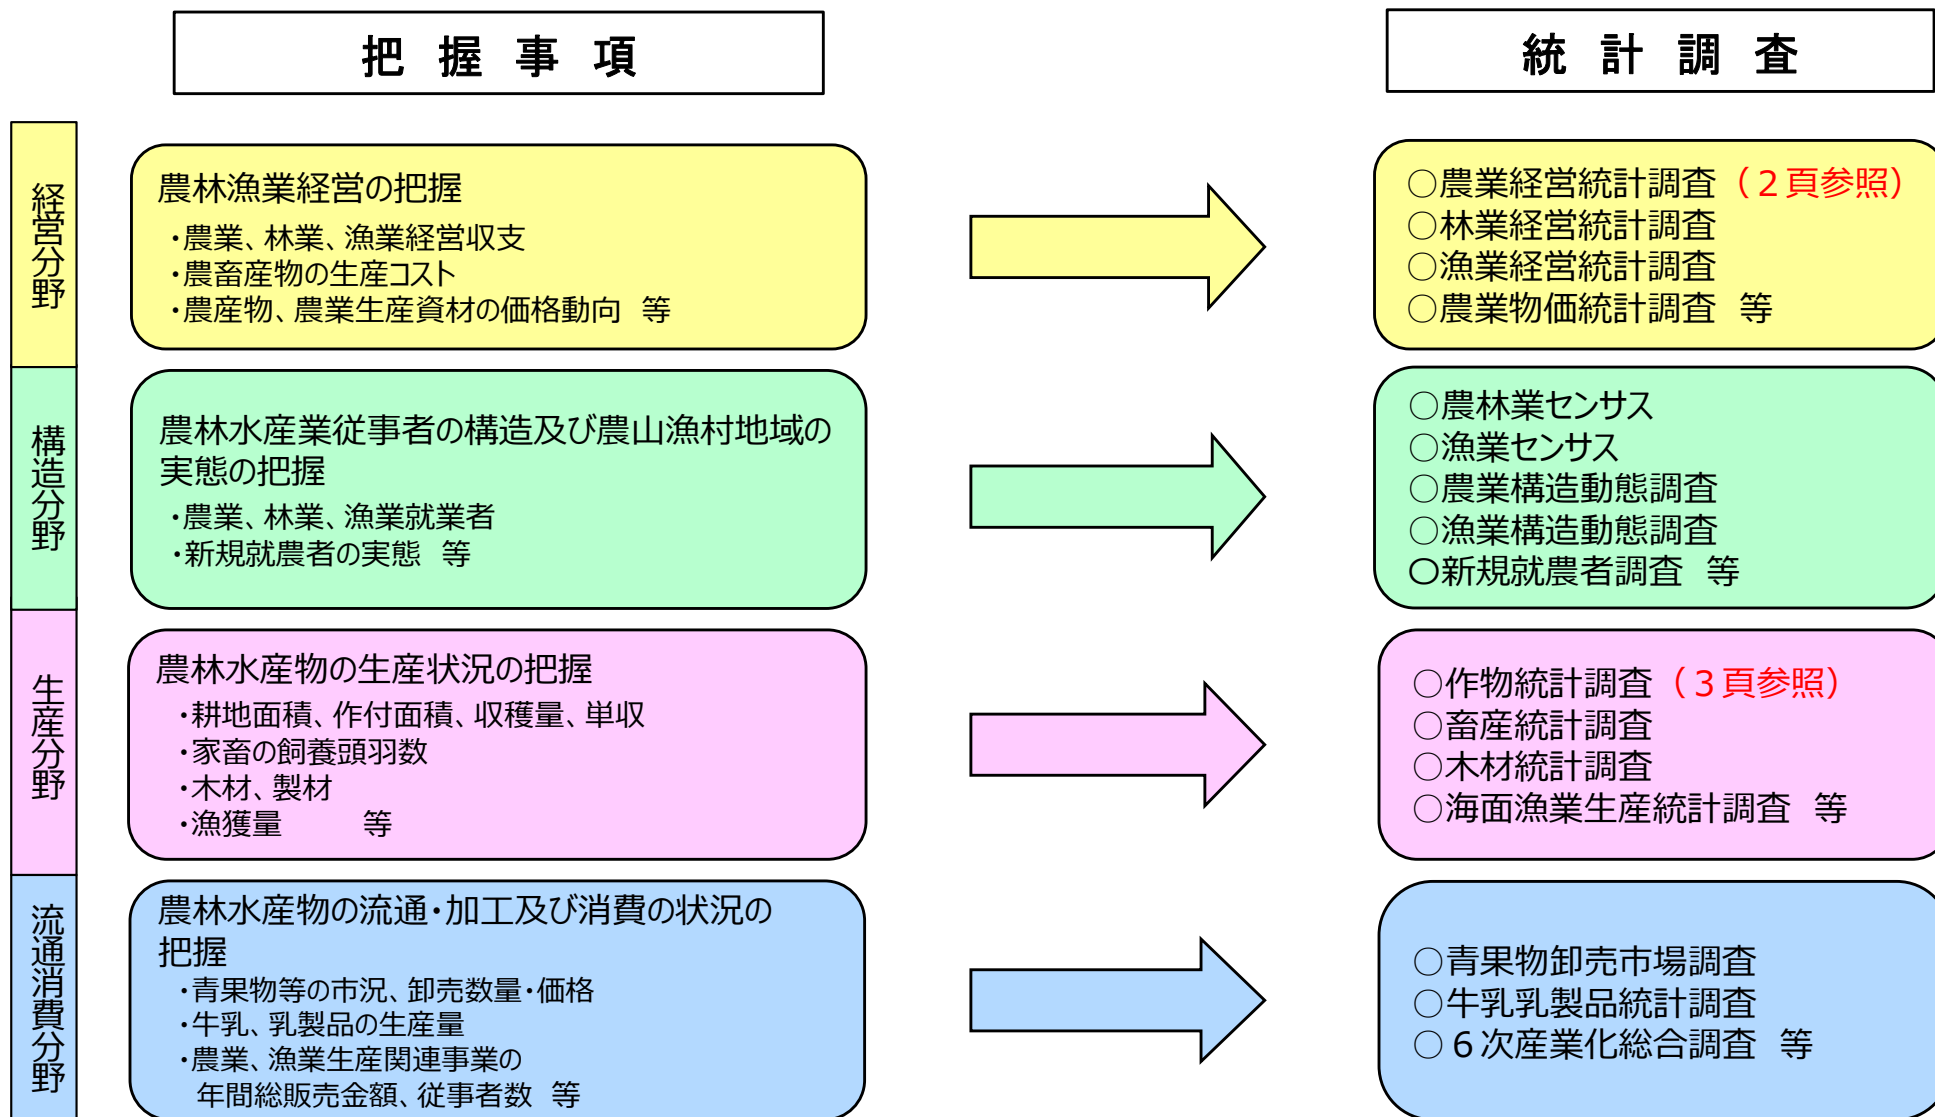 把握事項
統計調査
経営分野
農林漁業経営の把握
・農業、林業、漁業経営収支
・農畜産物の生産コスト
・農産物、農業生産資材の価格動向 等
○農業経営統計調査（２頁参照）
○林業経営統計調査
○漁業経営統計調査
○農業物価統計調査 等
構造分野
農林水産業従事者の構造及び農山漁村地域の
実態の把握
・農業、林業、漁業就業者
・新規就農者の実態 等
○農林業センサス
○漁業センサス
○農業構造動態調査
○漁業構造動態調査
〇新規就農者調査 等
生産分野
農林水産物の生産状況の把握
・耕地面積、作付面積、収穫量、単収
・家畜の飼養頭羽数
・木材、製材
・漁獲量 等
○作物統計調査（３頁参照）
○畜産統計調査
○木材統計調査
○海面漁業生産統計調査 等
流通消費分野
農林水産物の流通・加工及び消費の状況の
把握
・青果物等の市況、卸売数量・価格
・牛乳、乳製品の生産量
・農業、漁業生産関連事業の
年間総販売金額、従事者数 等
○青果物卸売市場調査
○牛乳乳製品統計調査
○６次産業化総合調査 等